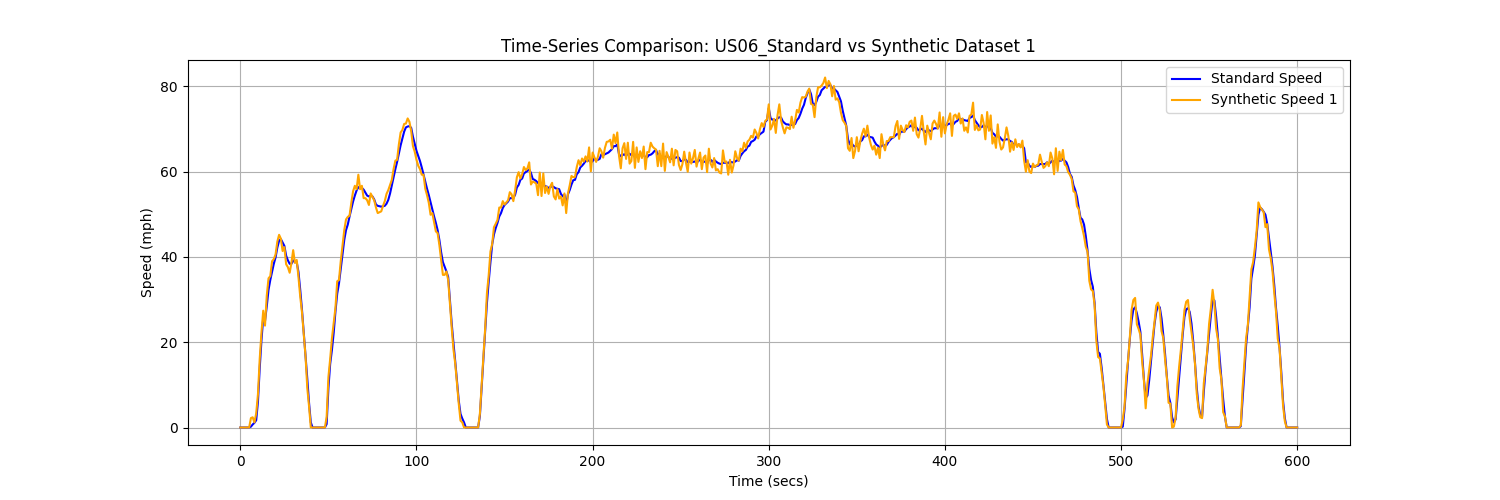 Time-Series Comparison: US06_Standard vs Synthetic Dataset 1
Standard Speed
Synthetic Speed 1
Speed (mph)
80
60
40
20
0
0 100 200 300 400 500 600
Time (secs)